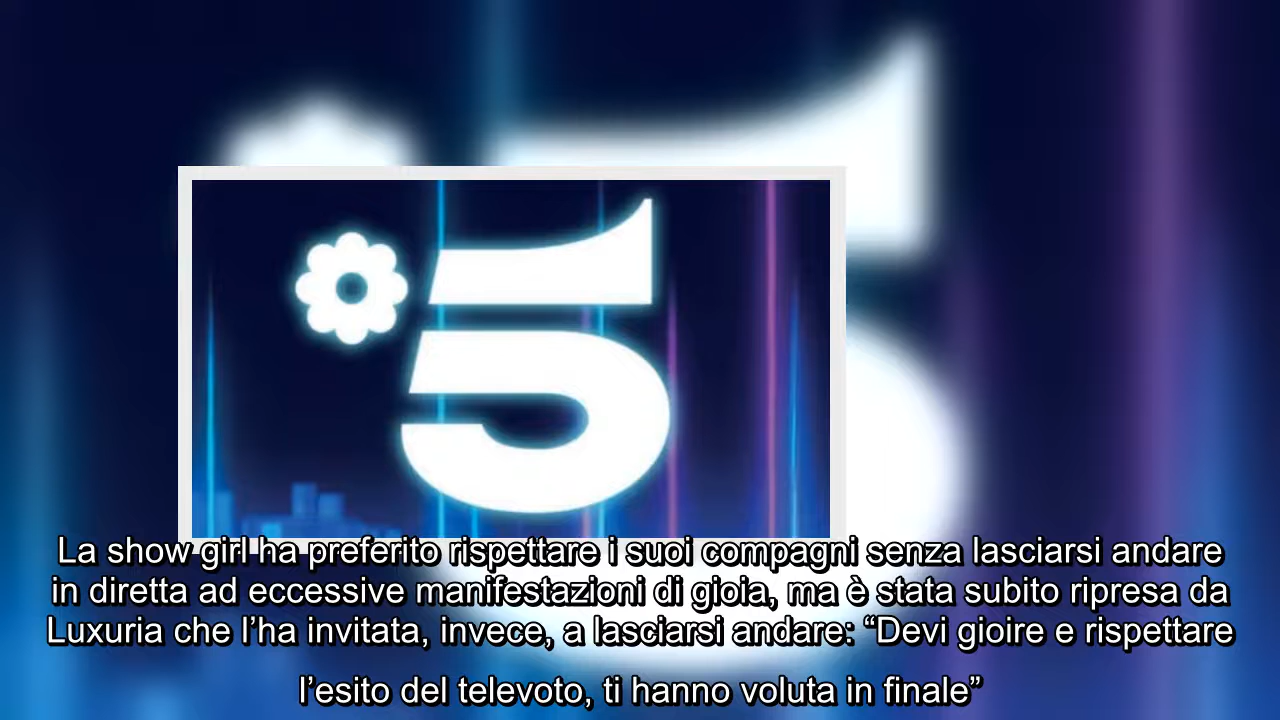 5
La show girl ha preferito rispettare i suoi compagni senza lasciarsi andare
in diretta ad eccessive manifestazioni di gioia, ma è stata subito ripresa da
Luxuria che l’ha invitata, invece, a lasciarsi andare: “Devi gioire e rispettare
l’esito del televoto, ti hanno voluta in finale”